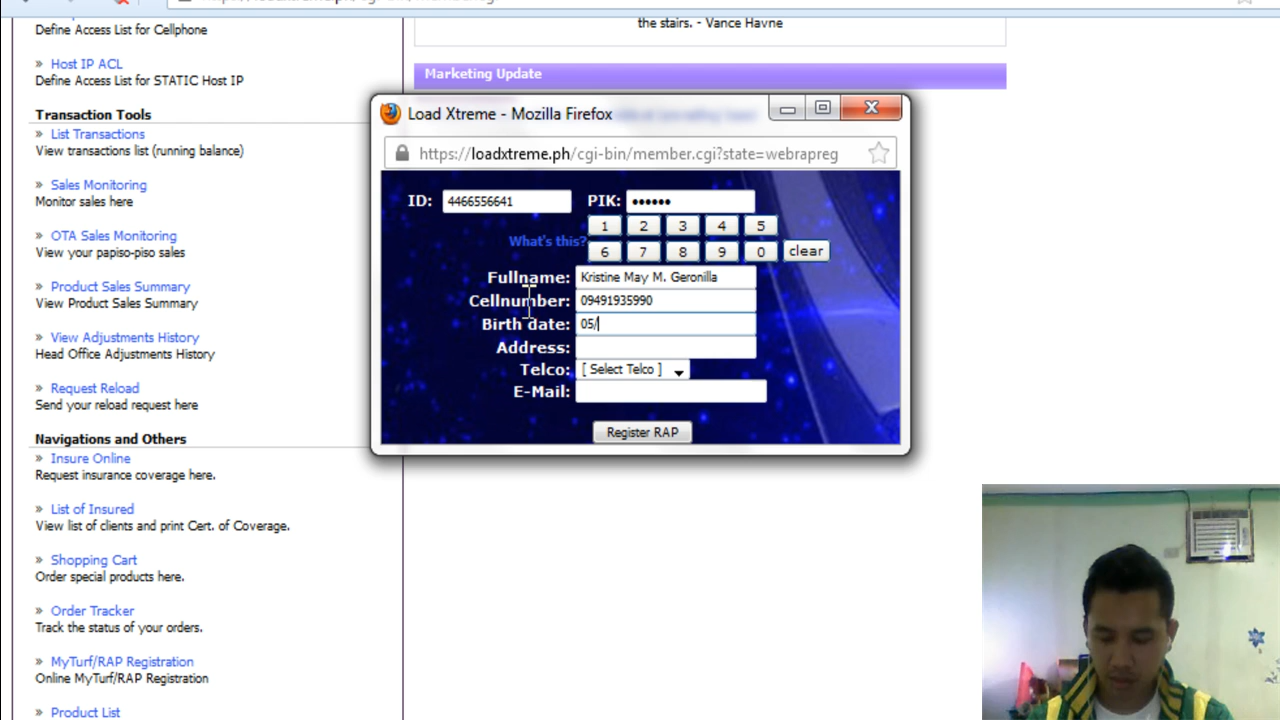 the stairs. - Vance Havne
Define Access List for Cellphone
» Host IP ACL
Define Access List for STATIC Host IP
Transaction Tools
» List Transactions
View transactions list (running balance)
» Sales Monitoring
Monitor sales here
» OTA Sales Monitoring
View your papiso-piso sales
» Product Sales Summary
View Product Sales Summary
» View Adjustments History
Head Office Adjustments History
» Request Reload
Send your reload request here
Navigations and Others
» Insure Online
Request insurance coverage here.
» List of Insured
View list of clients and print Cert. of Coverage.
» Shopping Cart
Order special products here.
» Order Tracker
Track the status of your orders.
» MyTurf/RAP Registration
Online MyTurf/RAP Registration
» Product List
Marketing Update
Load Xtreme - Mozilla Firefox
https://loadxtreme.ph/cgi-bin/member.cgi?state=webrapreg
ID: 4466556641 PIK: ••••••
1 2 3 4 5
What's this?
6 7 8 9 0 clear
Fullname: Kristine May M. Geronilla
Cellnumber: 09491935990
Birth date: 05/
Address:
Telco: [ Select Telco ]
E-Mail:
Register RAP